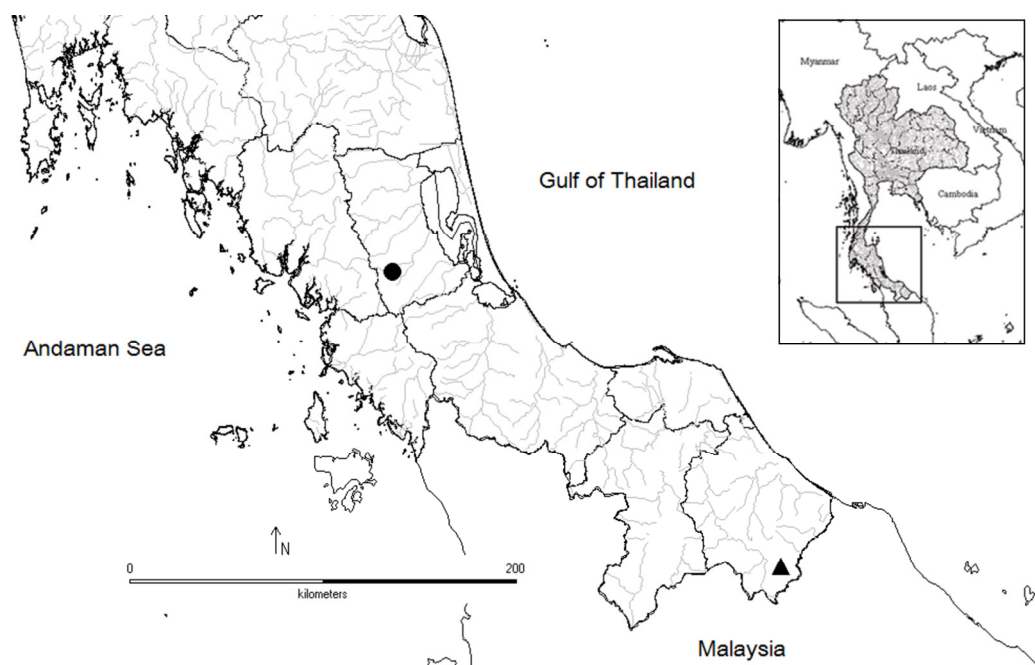 Myanmar
Laos
Vietnam
Thailand
Cambodia
Gulf of Thailand
Andaman Sea
N
0 200
kilometers
Malaysia